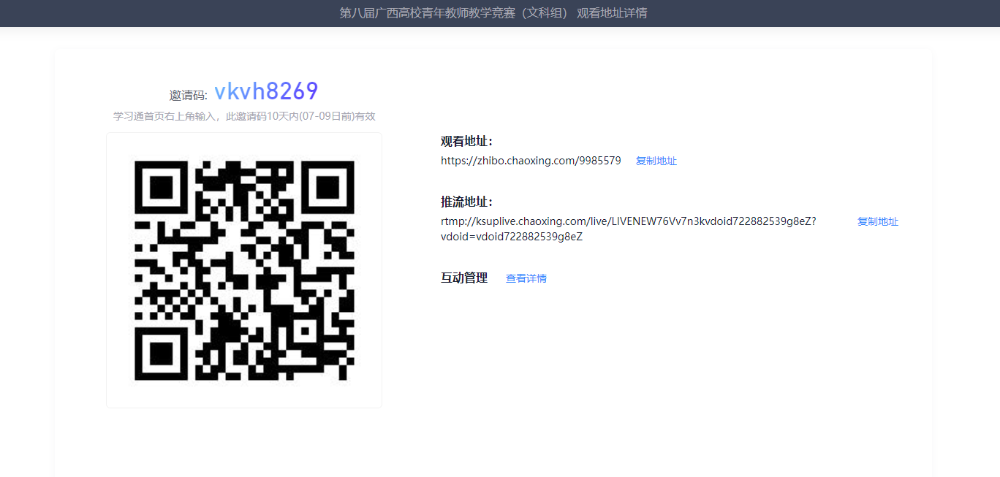 第八届广西高校青年教师教学竞赛（文科组） 观看地址详情
邀请码: vkvh8269
学习通首页右上角输入，此邀请码10天内(07-09日前)有效
观看地址：
https://zhibo.chaoxing.com/9985579 复制地址
推流地址：
rtmp://ksuplive.chaoxing.com/live/LIVENEW76Vv7n3kvdoid722882539g8eZ? 复制地址
vdoid=vdoid722882539g8eZ
互动管理 查看详情